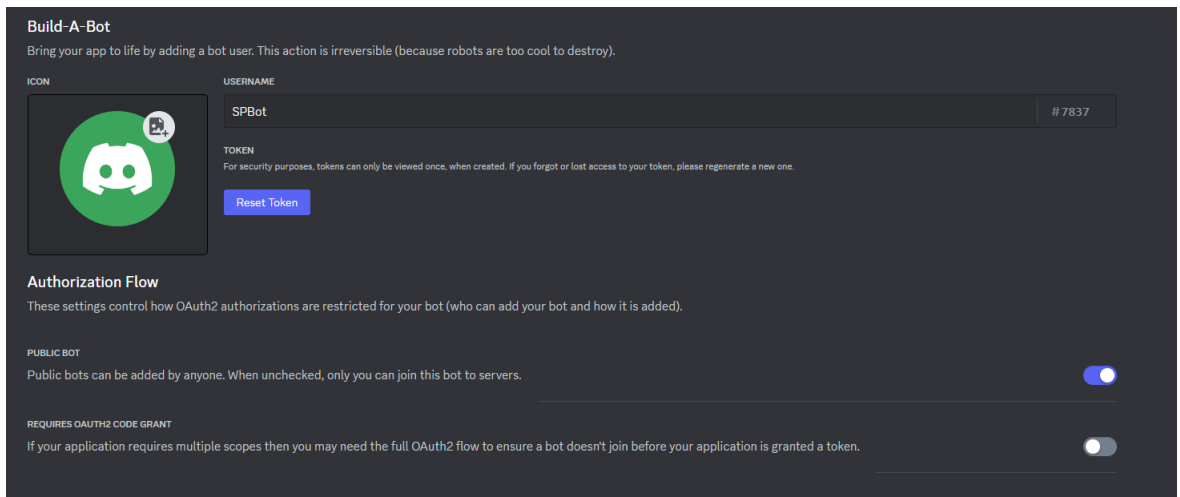 Build-A-Bot
Bring your app to life by adding a bot user. This action is irreversible (because robots are too cool to destroy).
ICON
USERNAME
SPBot
#7837
TOKEN
For security purposes, tokens can only be viewed once, when created. If you forgot or lost access to your token, please regenerate a new one.
Reset Token
Authorization Flow
These settings control how OAuth2 authorizations are restricted for your bot (who can add your bot and how it is added).
PUBLIC BOT
Public bots can be added by anyone. When unchecked, only you can join this bot to servers.
REQUIRES OAUTH2 CODE GRANT
If your application requires multiple scopes then you may need the full OAuth2 flow to ensure a bot doesn't join before your application is granted a token.